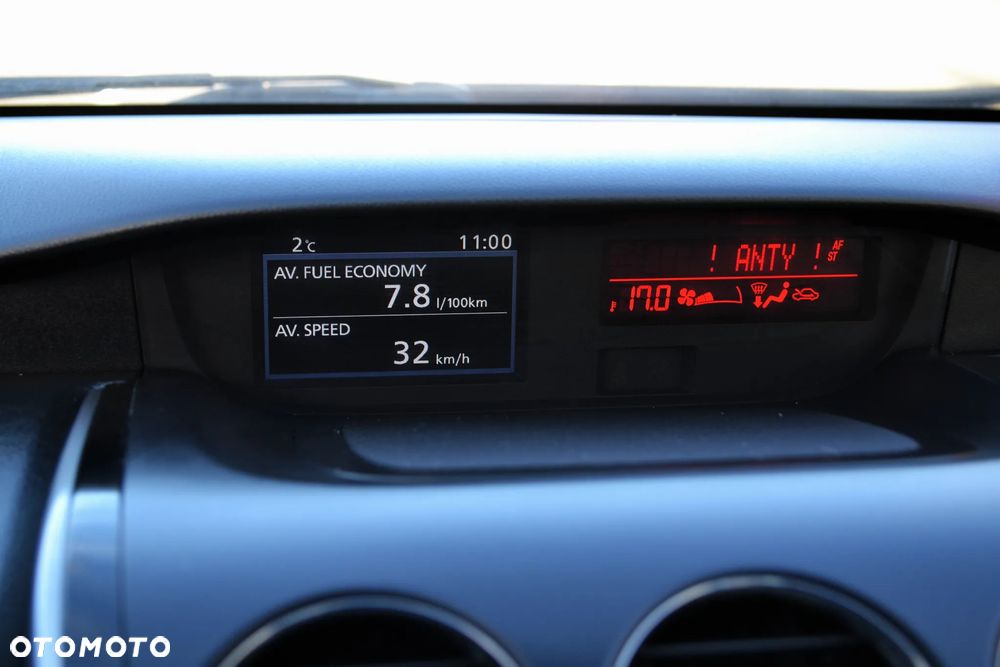 2°C 11:00
AV. FUEL ECONOMY
7.8 l/100km
AV. SPEED
32 km/h
! ANTY ! AF
ST
17.0
OTOMOTO